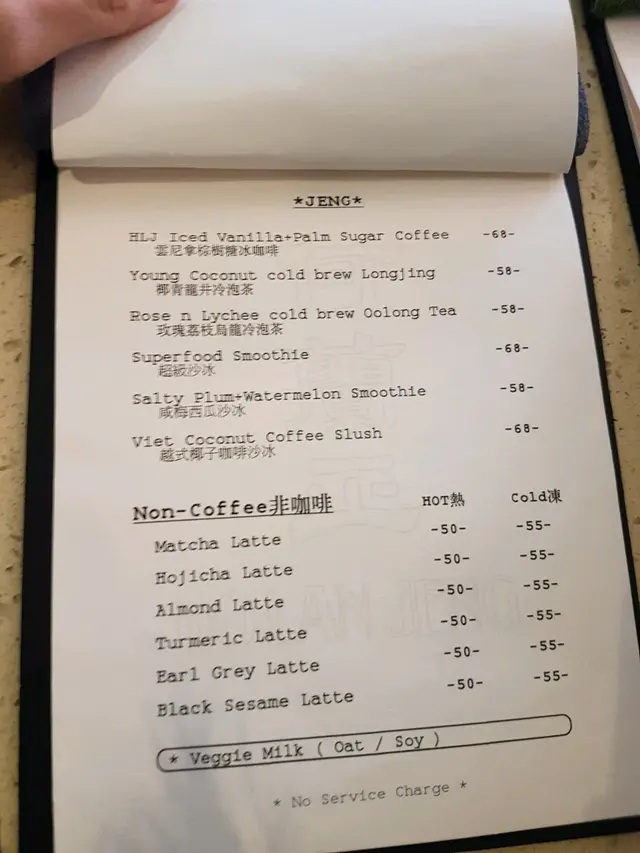 *JENG*
HLJ Iced Vanilla+Palm Sugar Coffee -68-
雲尼拿棕樹糖冰咖啡
Young Coconut cold brew Longjing -58-
椰青龍井冷泡茶
Rose n Lychee cold brew Oolong Tea -58-
玫瑰荔枝烏龍冷泡茶
Superfood Smoothie -68-
超級沙冰
Salty Plum+Watermelon Smoothie -58-
咸梅西瓜沙冰
Viet Coconut Coffee Slush -68-
越式椰子咖啡沙冰
Non-Coffee非咖啡 HOT熱 Cold凍
Matcha Latte -50- -55-
Hojicha Latte -50- -55-
Almond Latte -50- -55-
Turmeric Latte -50- -55-
Earl Grey Latte -50- -55-
Black Sesame Latte -50- -55-
* Veggie Milk ( Oat / Soy )
* No Service Charge *